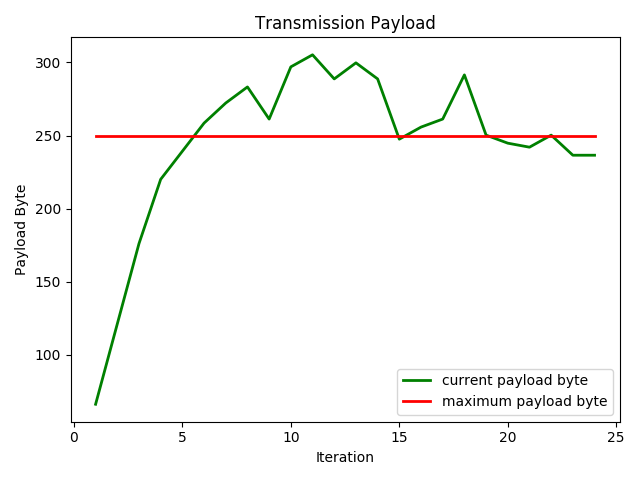 Transmission Payload
Payload Byte
300
250
200
150
100
0
5
10
15
20
25
Iteration
current payload byte
maximum payload byte